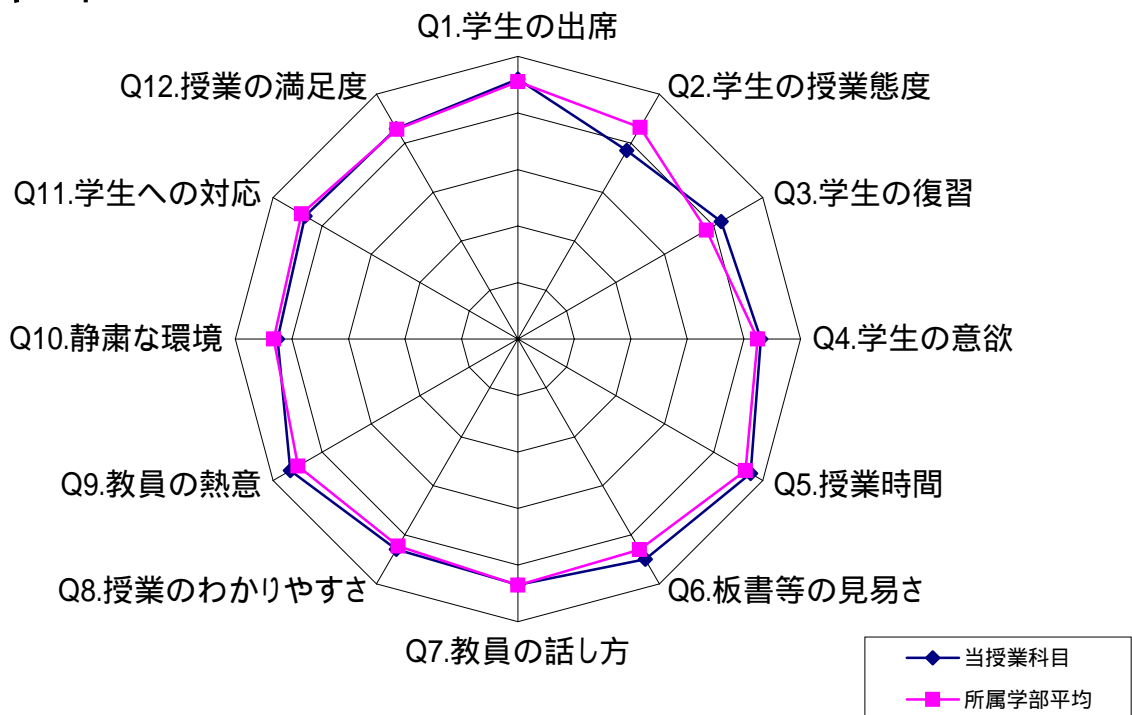 Q1.学生の出席
Q2.学生の授業態度
Q3.学生の復習
Q4.学生の意欲
Q5.授業時間
Q6.板書等の見易さ
Q7.教員の話し方
Q8.授業のわかりやすさ
Q9.教員の熱意
Q10.静粛な環境
Q11.学生への対応
Q12.授業の満足度
当授業科目
所属学部平均